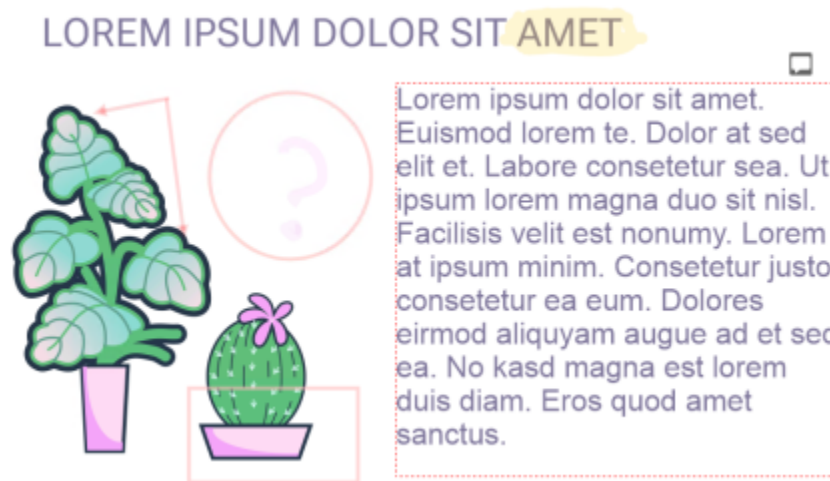 LOREM IPSUM DOLOR SIT AMET
?
Lorem ipsum dolor sit amet.
Euismod lorem te. Dolor at sed
elit et. Labore consetetur sea. Ut
ipsum lorem magna duo sit nisl.
Facilisis velit est nonumy. Lorem
at ipsum minim. Consetetur justo
consetetur ea eum. Dolores
eirmod aliquyam augue ad et sed
ea. No kasd magna est lorem
duis diam. Eros quod amet
sanctus.